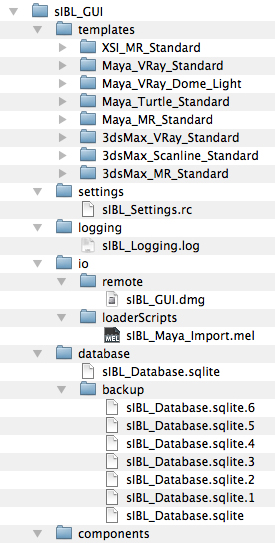 sIBL_GUI
templates
XSI_MR_Standard
Maya_VRay_Standard
Maya_VRay_Dome_Light
Maya_Turtle_Standard
Maya_MR_Standard
3dsMax_VRay_Standard
3dsMax_Scanline_Standard
3dsMax_MR_Standard
settings
sIBL_Settings.rc
logging
sIBL_Logging.log
io
remote
sIBL_GUI.dmg
loaderScripts
MEL sIBL_Maya_Import.mel
database
sIBL_Database.sqlite
backup
sIBL_Database.sqlite.6
sIBL_Database.sqlite.5
sIBL_Database.sqlite.4
sIBL_Database.sqlite.3
sIBL_Database.sqlite.2
sIBL_Database.sqlite.1
sIBL_Database.sqlite
components